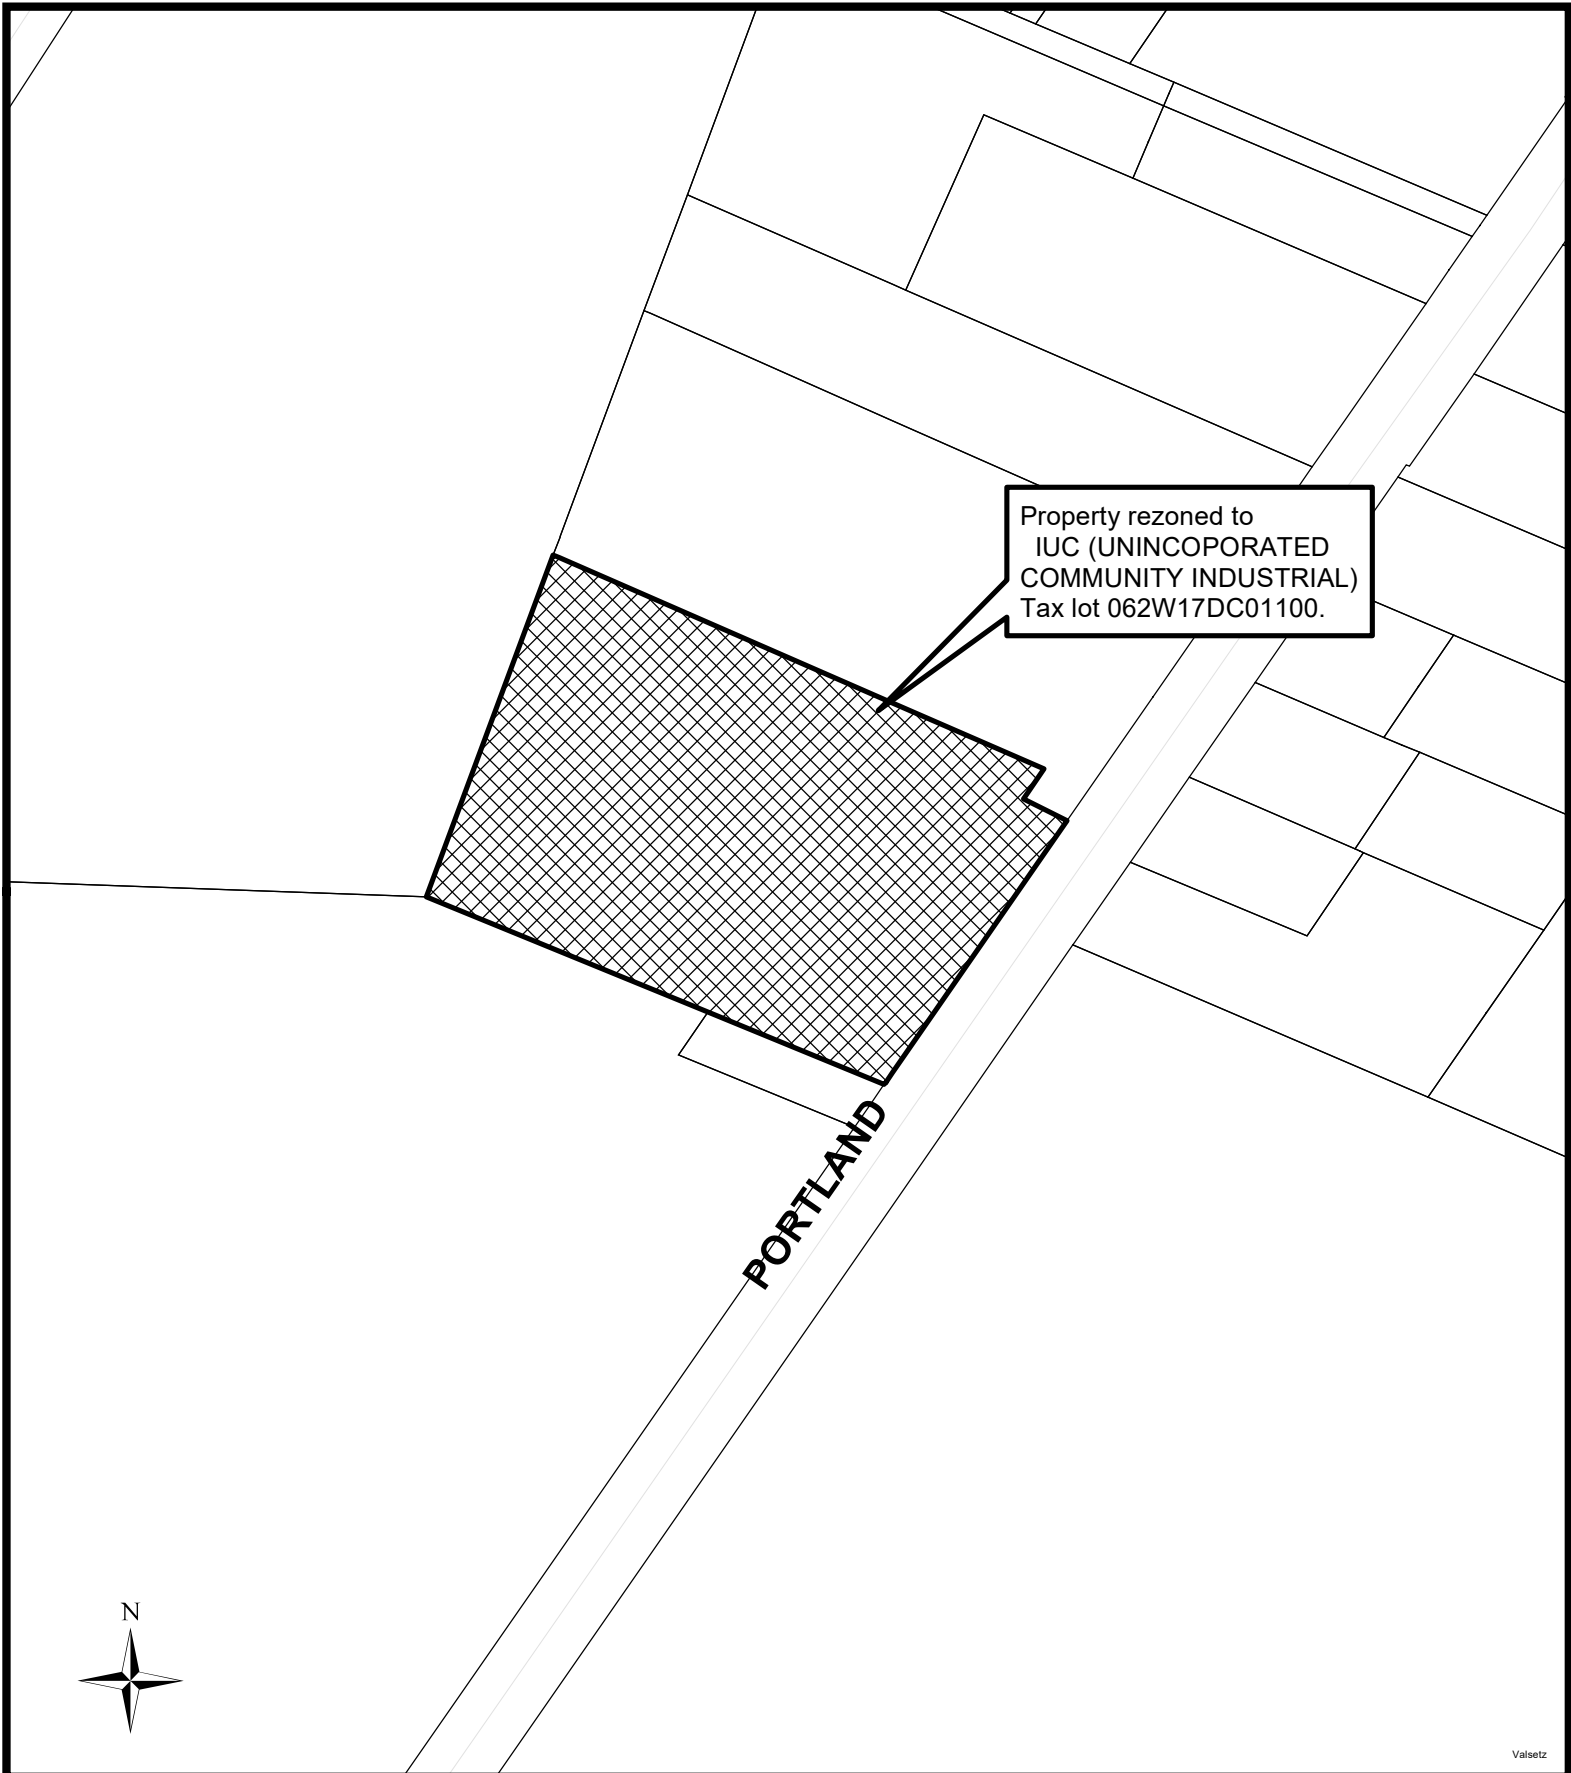 Property rezoned to
IUC (UNINCOPORATED
COMMUNITY INDUSTRIAL)
Tax lot 062W17DC01100.
PORTLAND
N
Valsetz